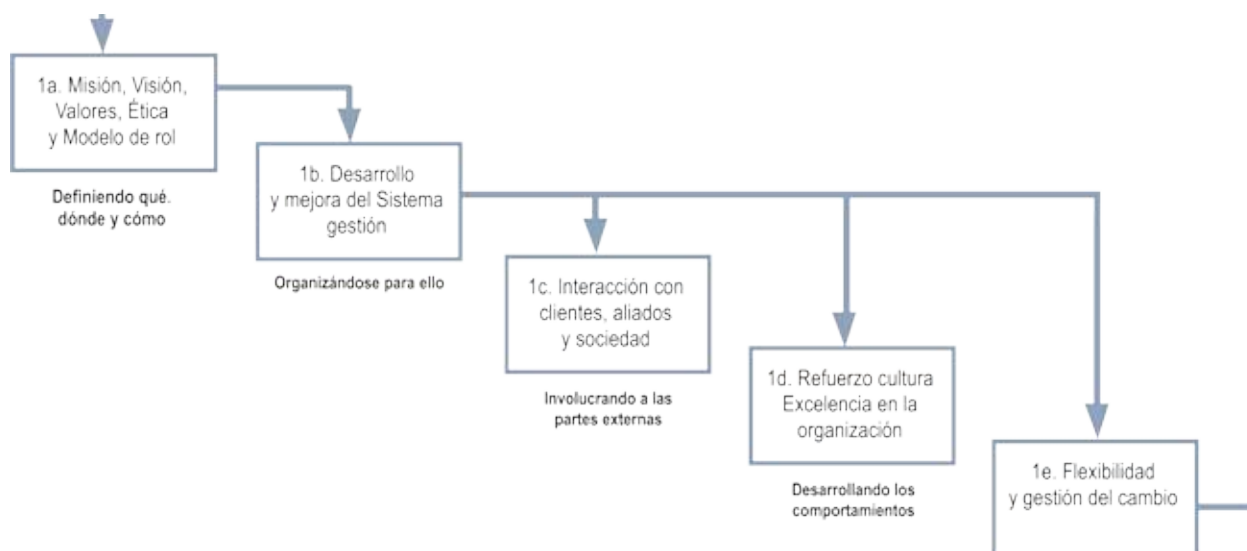 1a. Misión, Visión,
Valores, Ética
y Modelo de rol
Definiendo qué.
dónde y cómo
1b. Desarrollo
y mejora del Sistema
gestión
Organizándose para ello
1c. Interacción con
clientes, aliados
y sociedad
Involucrando a las
partes externas
1d. Refuerzo cultura
Excelencia en la
organización
Desarrollando los
comportamientos
1e. Flexibilidad
y gestión del cambio